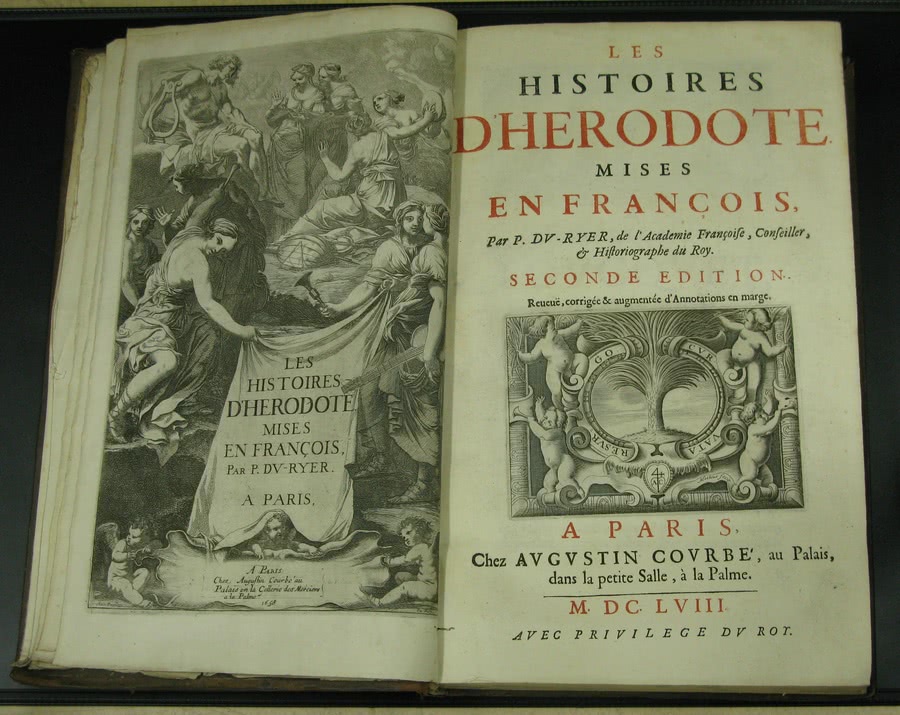 LES
HISTOIRES
D'HERODOTE
MISES
EN FRANÇOIS,
PAR P. DV-RYER.
A PARIS,
A PARIS.
Chez Augustin Courbé au
Palais en la Gallerie des Merciers
a la Palme.
1658
LES
HISTOIRES
D'HERODOTE.
MISES
EN FRANÇOIS,
Par P. DV-RYER, de l'Academie Françoiſe, Conſeiller,
& Hiſtoriographe du Roy.
SECONDE EDITION.
Reueuë, corrigée & augmentée d'Annotations en marge.
CVRVATA RESVRGO
A PARIS,
Chez AVGVSTIN COVRBE', au Palais,
dans la petite Salle, à la Palme.
M. DC. LVIII.
AVEC PRIVILEGE DV ROY.